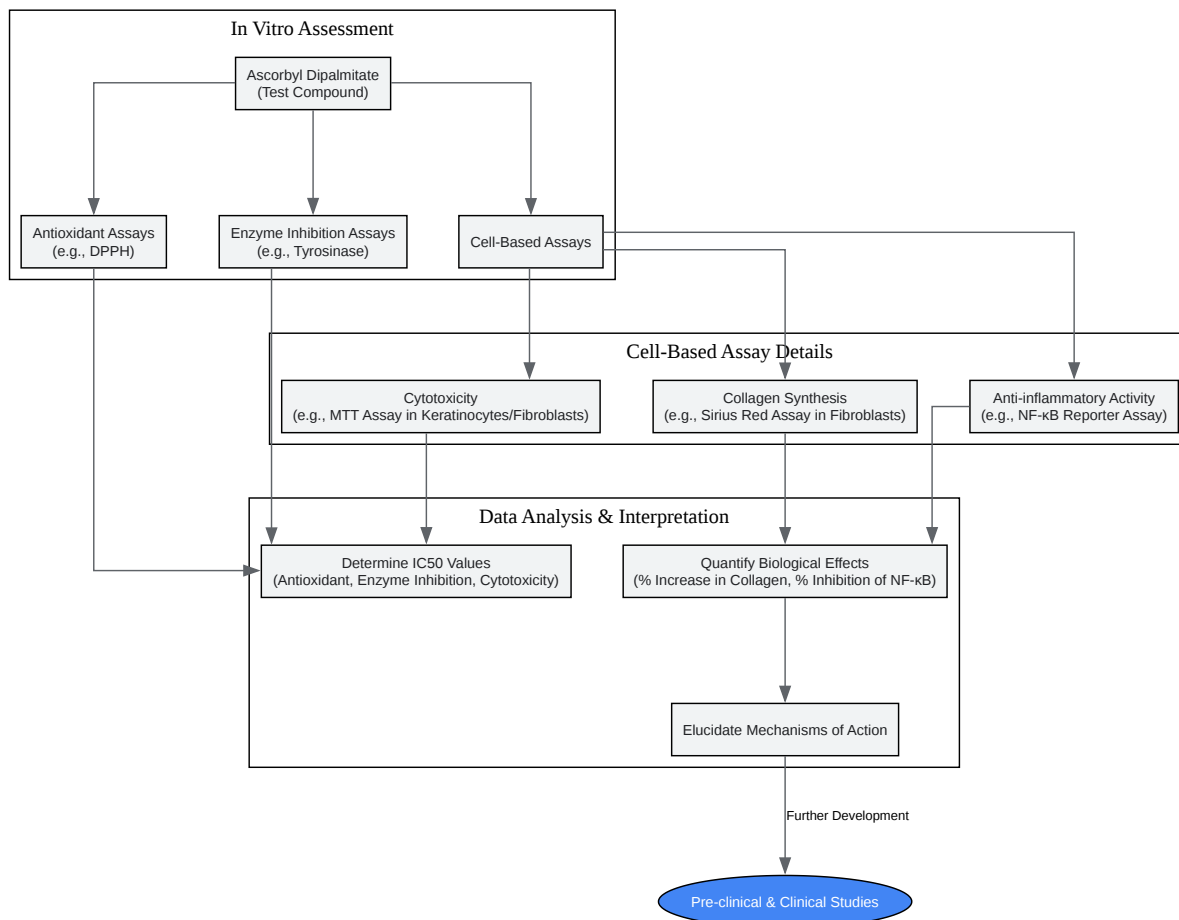 In Vitro Assessment
Ascorbyl Dipalmitate
(Test Compound)
Antioxidant Assays
(e.g., DPPH)
Enzyme Inhibition Assays
(e.g., Tyrosinase)
Cell-Based Assays
Cell-Based Assay Details
Cytotoxicity
(e.g., MTT Assay in Keratinocytes/Fibroblasts)
Collagen Synthesis
(e.g., Sirius Red Assay in Fibroblasts)
Anti-inflammatory Activity
(e.g., NF-κB Reporter Assay)
Data Analysis & Interpretation
Determine IC50 Values
(Antioxidant, Enzyme Inhibition, Cytotoxicity)
Quantify Biological Effects
(% Increase in Collagen, % Inhibition of NF-κB)
Elucidate Mechanisms of Action
Further Development
Pre-clinical & Clinical Studies